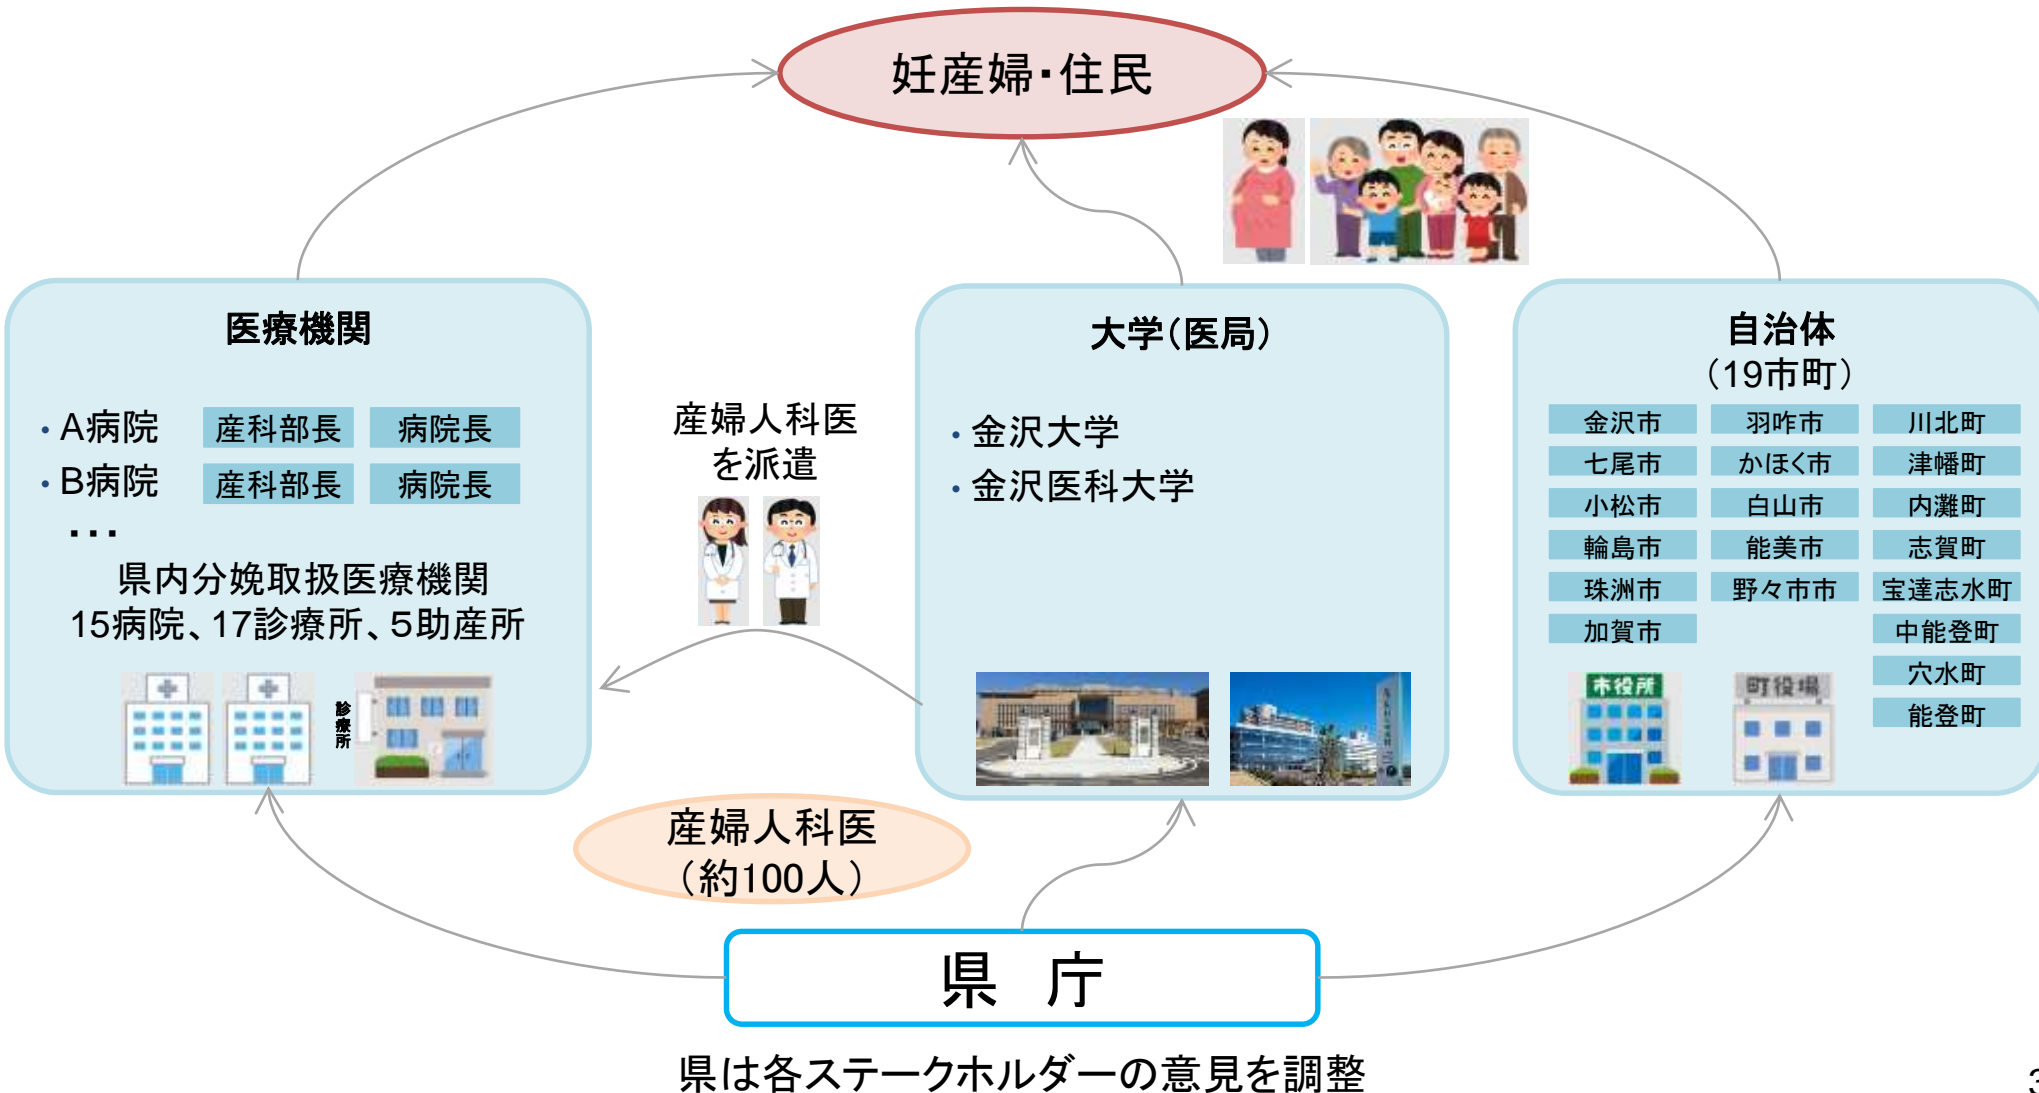 妊産婦・住民
医療機関
・A病院 産科部長 病院長
・B病院 産科部長 病院長
・・・
県内分娩取扱医療機関
15病院、17診療所、5助産所
診療所
産婦人科医
を派遣
大学(医局)
・金沢大学
・金沢医科大学
自治体
(19市町)
金沢市 羽咋市 川北町
七尾市 かほく市 津幡町
小松市 白山市 内灘町
輪島市 能美市 志賀町
珠洲市 野々市市 宝達志水町
加賀市 中能登町
穴水町
能登町
市役所
町役場
産婦人科医
(約100人)
県 庁
県は各ステークホルダーの意見を調整
3